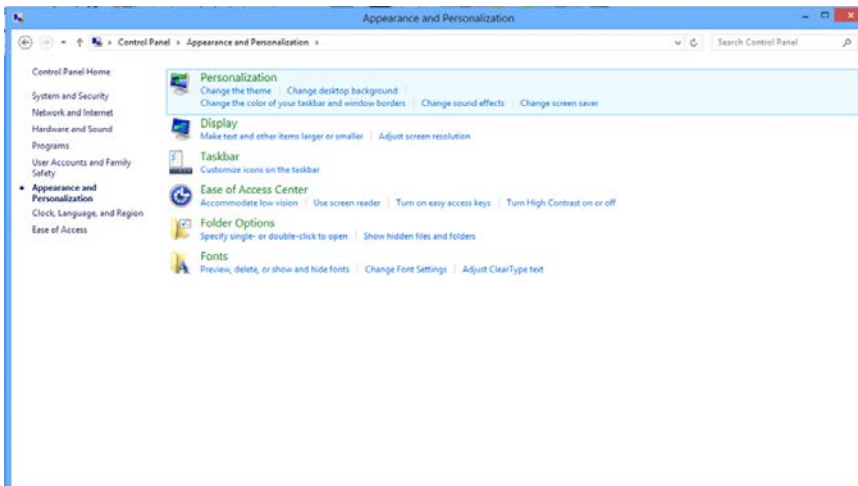 Appearance and Personalization
Control Panel Appearance and Personalization
Search Control Panel
Control Panel Home
System and Security
Network and Internet
Hardware and Sound
Programs
User Accounts and Family
Safety
Appearance and
Personalization
Clock, Language, and Region
Ease of Access
Personalization
Change the theme Change desktop background
Change the color of your taskbar and window borders Change sound effects Change screen saver
Display
Make text and other items larger or smaller Adjust screen resolution
Taskbar
Customize icons on the taskbar
Ease of Access Center
Accommodate low vision Use screen reader Turn on easy access keys Turn High Contrast on or off
Folder Options
Specify single- or double-click to open Show hidden files and folders
Fonts
Preview, delete, or show and hide fonts Change Font Settings Adjust ClearType text